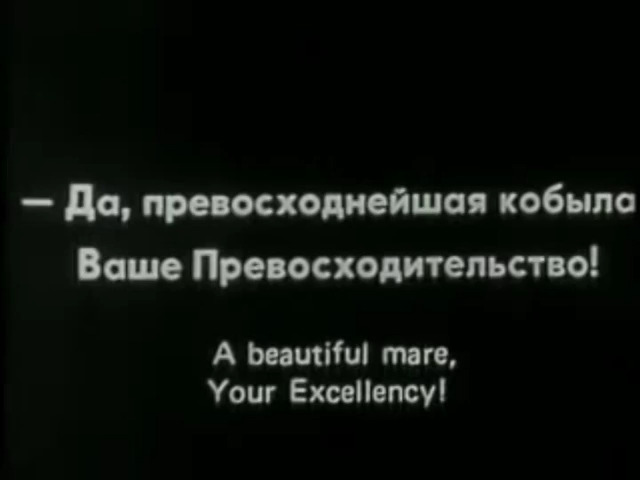 — Да, превосходнейшая кобыла
Ваше Превосходительство!
A beautiful mare,
Your Excellency!